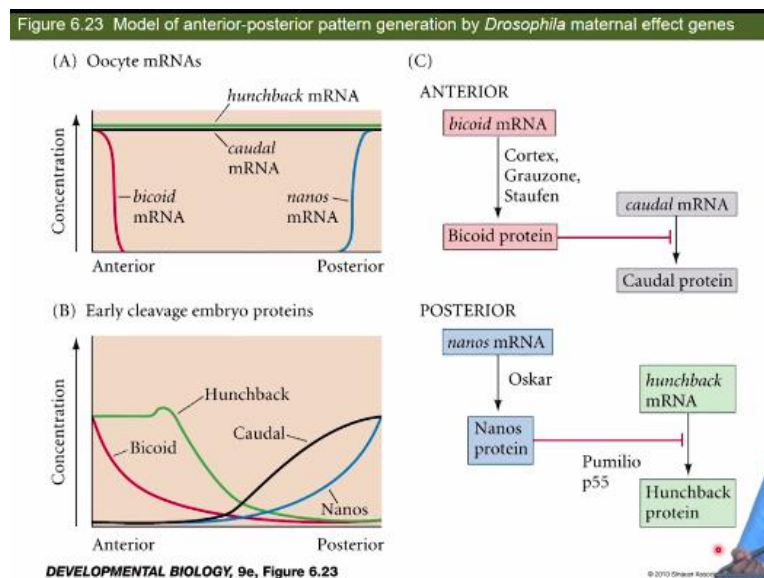 Figure 6.23 Model of anterior-posterior pattern generation by Drosophila maternal effect genes
(A) Oocyte mRNAs
Concentration
hunchback mRNA
caudal
mRNA
bicoid
mRNA
nanos
mRNA
Anterior
Posterior
(B) Early cleavage embryo proteins
Concentration
Hunchback
Bicoid
Caudal
Nanos
Anterior
Posterior
(C)
ANTERIOR
bicoid mRNA
Cortex,
Grauzone,
Staufen
caudal mRNA
Bicoid protein
Caudal protein
POSTERIOR
nanos mRNA
Oskar
hunchback
mRNA
Nanos
protein
Pumilio
p55
Hunchback
protein
DEVELOPMENTAL BIOLOGY, 9e, Figure 6.23
© 2010 Sinauer